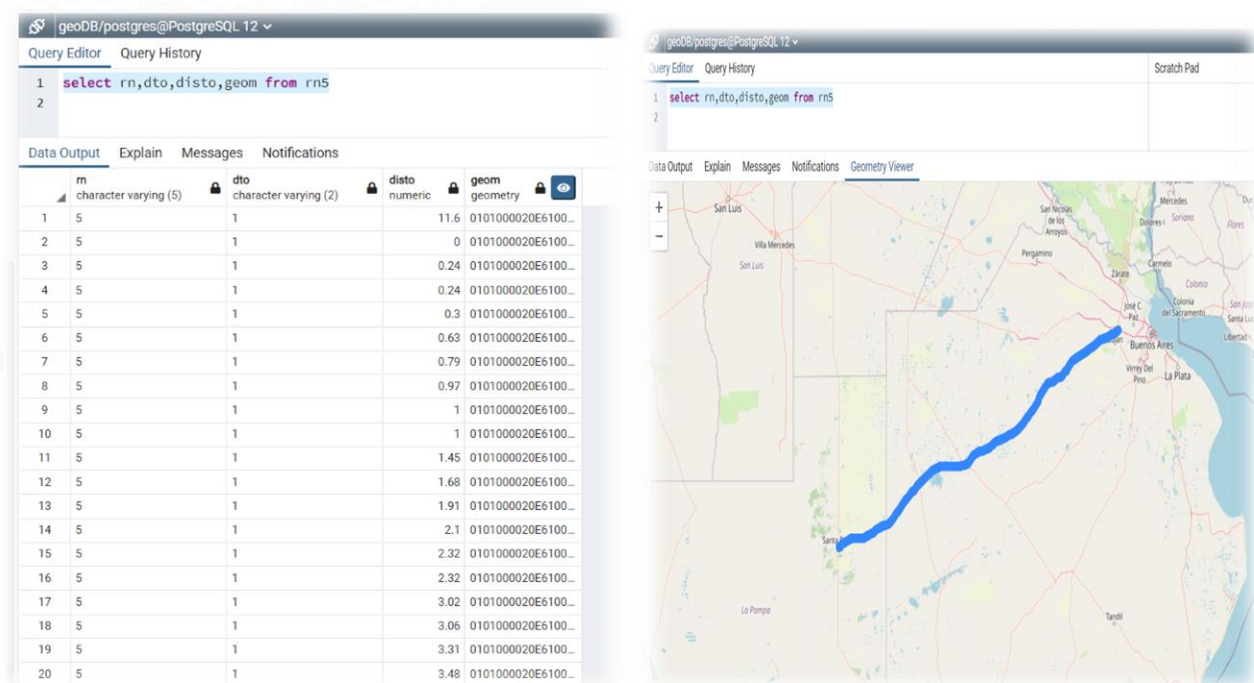 geoDB/postgres@PostgreSQL 12
Query Editor Query History
1 select rn,dto,disto,geom from rn5
2
Data Output Explain Messages Notifications
rn dto disto geom
character varying (5) character varying (2) numeric geometry
1 5 1 11.6 0101000020E6100...
2 5 1 0 0101000020E6100...
3 5 1 0.24 0101000020E6100...
4 5 1 0.24 0101000020E6100...
5 5 1 0.3 0101000020E6100...
6 5 1 0.63 0101000020E6100...
7 5 1 0.79 0101000020E6100...
8 5 1 0.97 0101000020E6100...
9 5 1 1 0101000020E6100...
10 5 1 1 0101000020E6100...
11 5 1 1.45 0101000020E6100...
12 5 1 1.68 0101000020E6100...
13 5 1 1.91 0101000020E6100...
14 5 1 2.1 0101000020E6100...
15 5 1 2.32 0101000020E6100...
16 5 1 2.32 0101000020E6100...
17 5 1 3.02 0101000020E6100...
18 5 1 3.06 0101000020E6100...
19 5 1 3.31 0101000020E6100...
20 5 1 3.48 0101000020E6100...
geoDB/postgres@PostgreSQL 12
Query Editor Query History Scratch Pad
1 select rn,dto,disto,geom from rn5
2
Data Output Explain Messages Notifications Geometry Viewer
+
-
San Luis
Villa Mercedes
San Luis
San Nicolas
de los
Arroyos
Pergamino
Mercedes
Dolores
Soriano
Flores
Zárate
Carmelo
Colonia
José C.
Paz
Colonia
del Sacramento
San José
Santa Luc
Libertad
Buenos Aires
Virrey Del
Pino
La Plata
Santa
La Pampa
Tandil